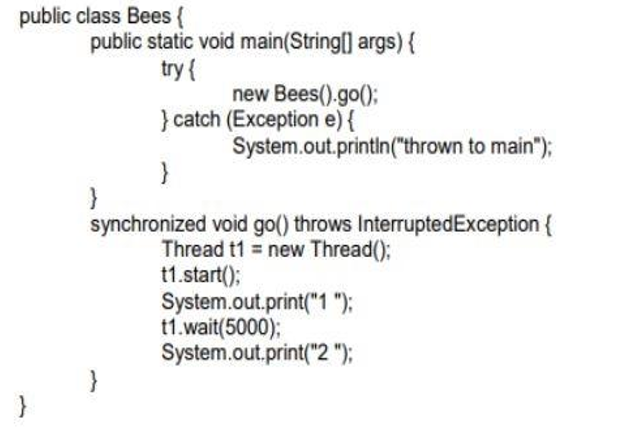 public class Bees {
public static void main(String[] args) {
try {
new Bees().go();
} catch (Exception e) {
System.out.println("thrown to main");
}
}
synchronized void go() throws InterruptedException {
Thread t1 = new Thread();
t1.start();
System.out.print("1 ");
t1.wait(5000);
System.out.print("2 ");
}
}